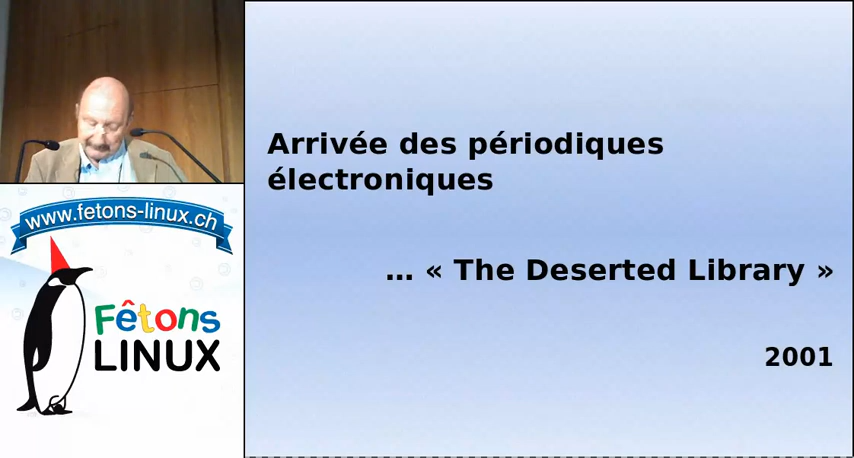 www.fetons-linux.ch
Fêtons
LINUX
Arrivée des périodiques
électroniques
... « The Deserted Library »
2001